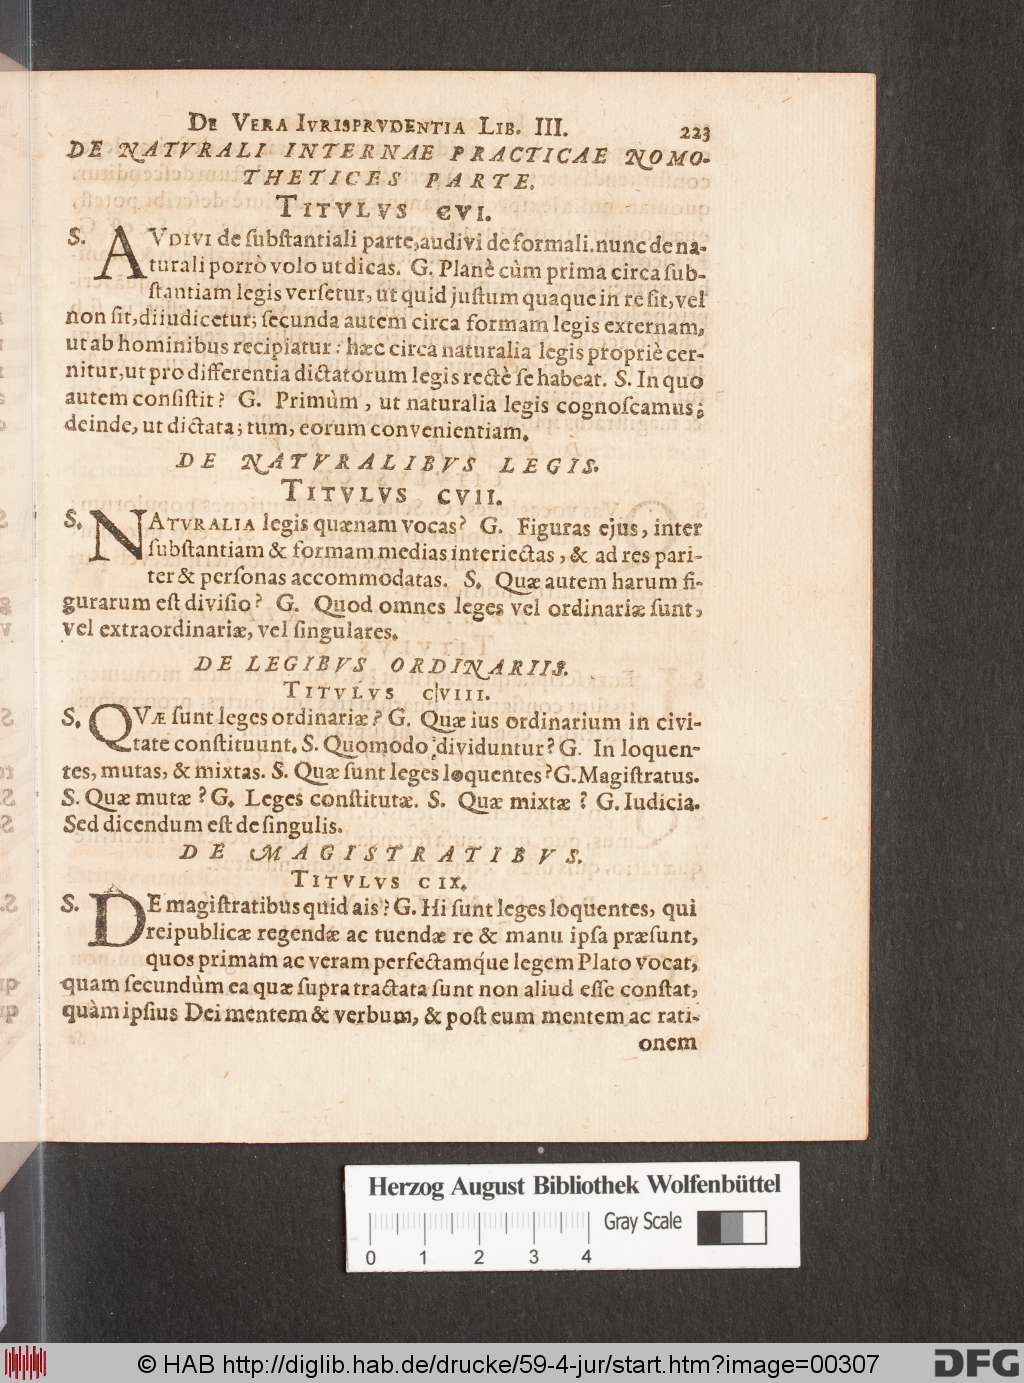 DE VERA IVRISPRVDENTIA LIB. III. 223
DE NATVRALI INTERNAE PRACTICAE NOMO-
THETICES PARTE.
TITVLVS CVI.
S. AVDIVI de ſubſtantiali parte, audivi de formali. nunc de na-
turali porrò volo ut dicas. G. Planè cùm prima circa ſub-
ſtantiam legis verſetur, ut quid juſtum quaque in re ſit, vel
non ſit, diiudicetur; ſecunda autem circa formam legis externam,
ut ab hominibus recipiatur: hæc circa naturalia legis propriè cer-
nitur, ut pro differentia dictatorum legis rectè ſe habeat. S. In quo
autem conſiſtit? G. Primùm, ut naturalia legis cognoſcamus;
deinde, ut dictata; tum, eorum convenientiam.
DE NATVRALIBVS LEGIS.
TITVLVS CVII.
S. NATVRALIA legis quænam vocas? G. Figuras ejus, inter
ſubſtantiam & formam medias interiectas, & ad res pari-
ter & perſonas accommodatas. S. Quæ autem harum fi-
gurarum eſt diviſio? G. Quod omnes leges vel ordinariæ ſunt,
vel extraordinariæ, vel ſingulares.
DE LEGIBVS ORDINARIIS.
TITVLVS CVIII.
S. QVÆ ſunt leges ordinariæ? G. Quæ ius ordinarium in civi-
tate conſtituunt. S. Quomodo dividuntur? G. In loquen-
tes, mutas, & mixtas. S. Quæ ſunt leges loquentes? G. Magiſtratus.
S. Quæ mutæ? G. Leges conſtitutæ. S. Quæ mixtæ? G. Iudicia.
Sed dicendum eſt de ſingulis.
DE MAGISTRATIBVS.
TITVLVS CIX.
S. DE magiſtratibus quid ais? G. Hi ſunt leges loquentes, qui
reipublicæ regendæ ac tuendæ re & manu ipſa præſunt,
quos primam ac veram perfectamq́ue legem Plato vocat,
quam ſecundùm ea quæ ſupra tractata ſunt non aliud eſſe conſtat,
quàm ipſius Dei mentem & verbum, & poſt eum mentem ac rati-
onem
Herzog August Bibliothek Wolfenbüttel
Gray Scale
0 1 2 3 4
© HAB http://diglib.hab.de/drucke/59-4-jur/start.htm?image=00307
DFG